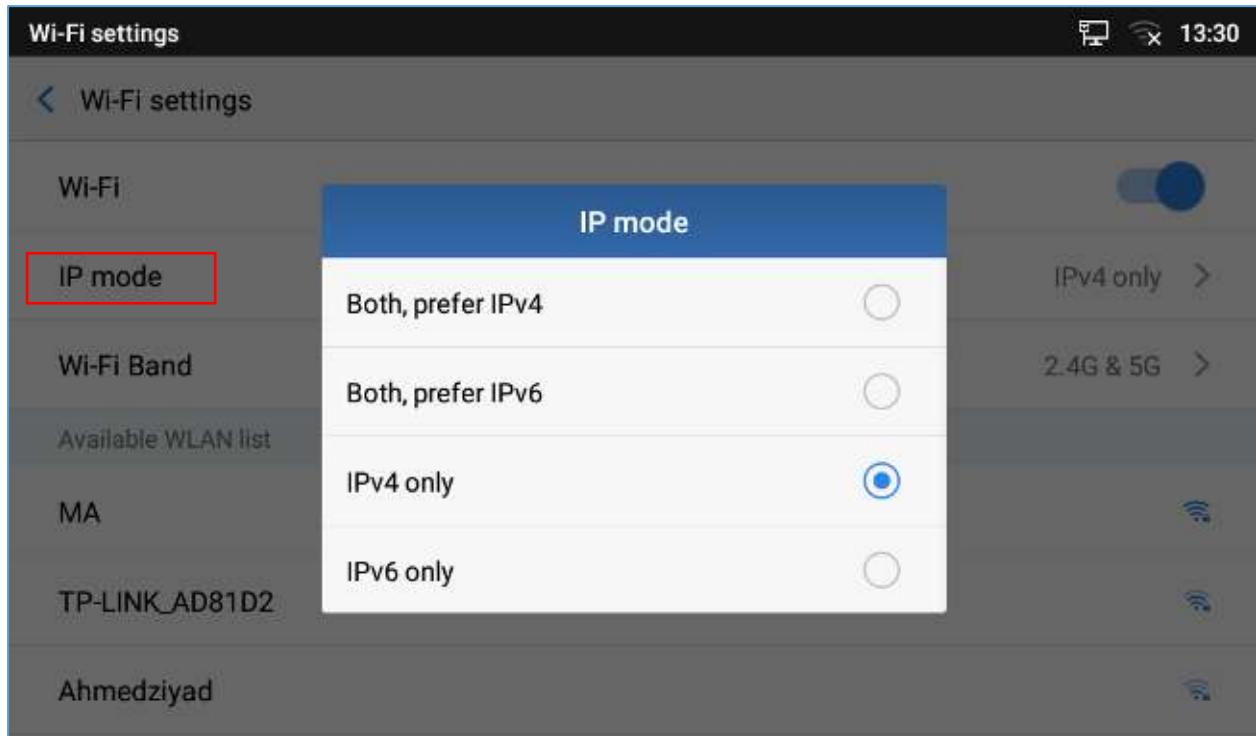 Wi-Fi settings 13:30
Wi-Fi settings
Wi-Fi
IP mode IPv4 only
Wi-Fi Band 2.4G & 5G
Available WLAN list
MA
TP-LINK_AD81D2
Ahmedziyad
IP mode
Both, prefer IPv4
Both, prefer IPv6
IPv4 only
IPv6 only